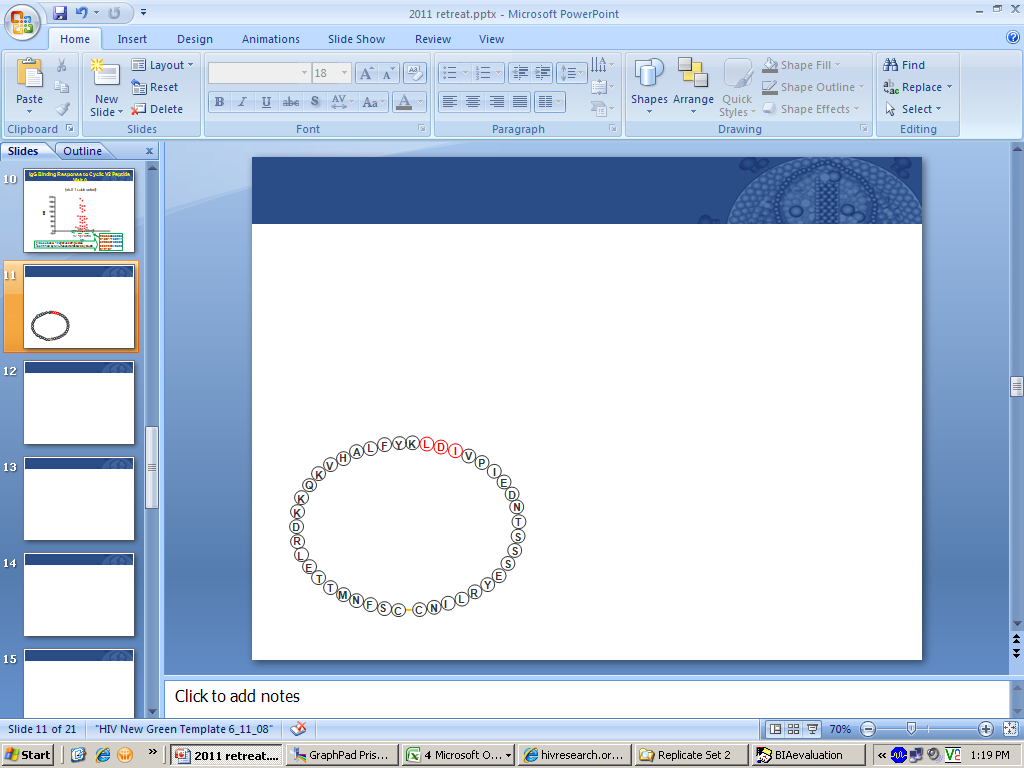 2011 retreat.pptx - Microsoft PowerPoint
Home Insert Design Animations Slide Show Review View
Paste
Clipboard
New Slide
Layout
Reset
Delete
Slides
18
B I U abc S AV Aa A
Font
Paragraph
Shapes Arrange Quick Styles
Shape Fill
Shape Outline
Shape Effects
Drawing
Find
Replace
Select
Editing
Slides Outline x
10
IgG Binding Response to Cyclic V2 Peptide
11
12
13
14
15
C S F N M T T E L R D K K Q K V H A L F Y K L D I V P I E D N T S S S E Y R L I N C
Click to add notes
Slide 11 of 21 "HIV New Green Template 6_11_08" 70%
Start 2011 retreat.... GraphPad Pris... 4 Microsoft O... hivresearch.or... Replicate Set 2 BIAevaluation 1:19 PM